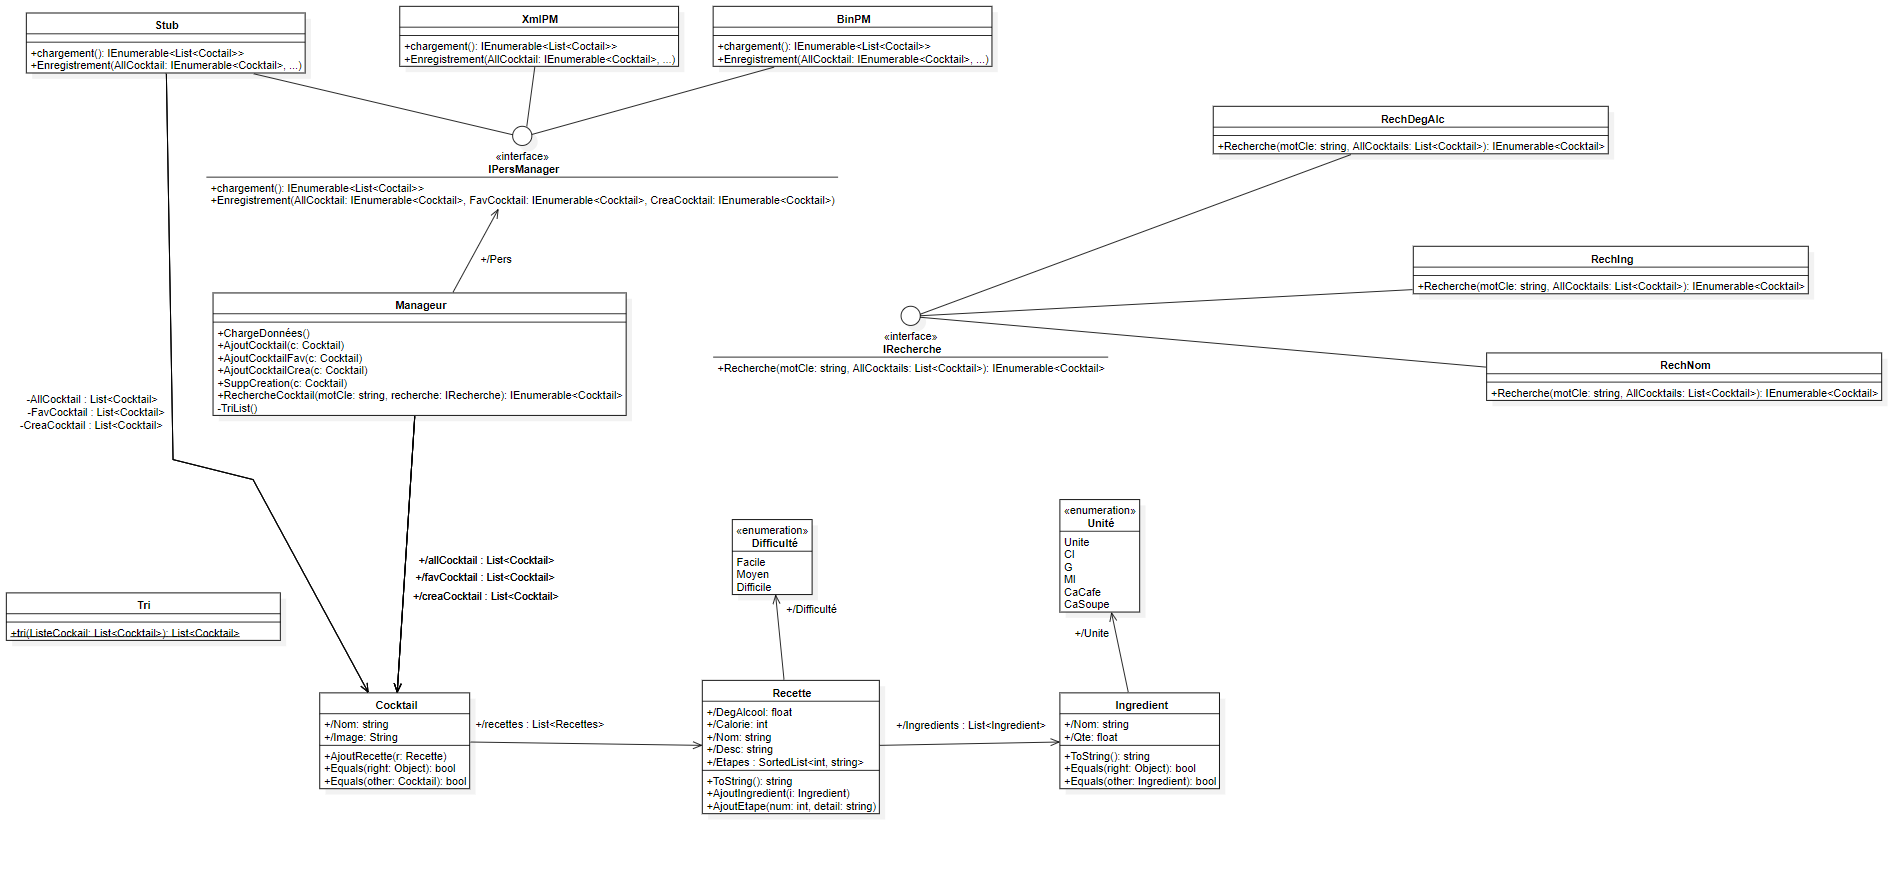 Stub
+chargement(): IEnumerable<List<Coctail>>
+Enregistrement(AllCocktail: IEnumerable<Cocktail>, ...)
XmlPM
+chargement(): IEnumerable<List<Coctail>>
+Enregistrement(AllCocktail: IEnumerable<Cocktail>, ...)
BinPM
+chargement(): IEnumerable<List<Coctail>>
+Enregistrement(AllCocktail: IEnumerable<Cocktail>, ...)
«interface»
IPersManager
+chargement(): IEnumerable<List<Coctail>>
+Enregistrement(AllCocktail: IEnumerable<Cocktail>, FavCocktail: IEnumerable<Cocktail>, CreaCocktail: IEnumerable<Cocktail>)
+/Pers
Manageur
+ChargeDonnées()
+AjoutCocktail(c: Cocktail)
+AjoutCocktailFav(c: Cocktail)
+AjoutCocktailCrea(c: Cocktail)
+SuppCreation(c: Cocktail)
+RechercheCocktail(motCle: string, recherche: IRecherche): IEnumerable<Cocktail>
-TriList()
RechDegAlc
+Recherche(motCle: string, AllCocktails: List<Cocktail>): IEnumerable<Cocktail>
RechIng
+Recherche(motCle: string, AllCocktails: List<Cocktail>): IEnumerable<Cocktail>
«interface»
IRecherche
+Recherche(motCle: string, AllCocktails: List<Cocktail>): IEnumerable<Cocktail>
RechNom
+Recherche(motCle: string, AllCocktails: List<Cocktail>): IEnumerable<Cocktail>
-AllCocktail : List<Cocktail>
-FavCocktail : List<Cocktail>
-CreaCocktail : List<Cocktail>
+/allCocktail : List<Cocktail>
+/favCocktail : List<Cocktail>
+/creaCocktail : List<Cocktail>
«enumeration»
Difficulté
Facile
Moyen
Difficile
+/Difficulté
«enumeration»
Unité
Unite
Cl
G
Ml
CaCafe
CaSoupe
+/Unite
Tri
+tri(ListeCockail: List<Cocktail>): List<Cocktail>
Cocktail
+/Nom: string
+/Image: String
+AjoutRecette(r: Recette)
+Equals(right: Object): bool
+Equals(other: Cocktail): bool
+/recettes : List<Recettes>
Recette
+/DegAlcool: float
+/Calorie: int
+/Nom: string
+/Desc: string
+/Etapes : SortedList<int, string>
+ToString(): string
+AjoutIngredient(i: Ingredient)
+AjoutEtape(num: int, detail: string)
+/Ingredients : List<Ingredient>
Ingredient
+/Nom: string
+/Qte: float
+ToString(): string
+Equals(right: Object): bool
+Equals(other: Ingredient): bool